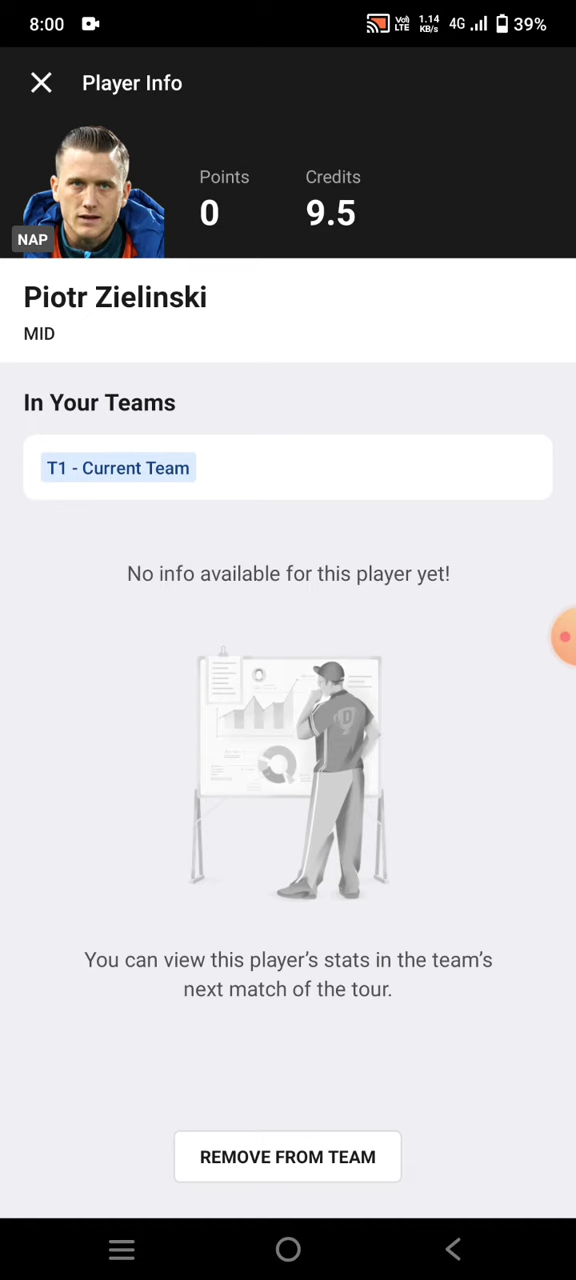 8:00 Vo) LTE 1.14 KB/s 4G 39%
Player Info
Points Credits
0 9.5
NAP
Piotr Zielinski
MID
In Your Teams
T1 - Current Team
No info available for this player yet!
D
You can view this player’s stats in the team’s
next match of the tour.
REMOVE FROM TEAM